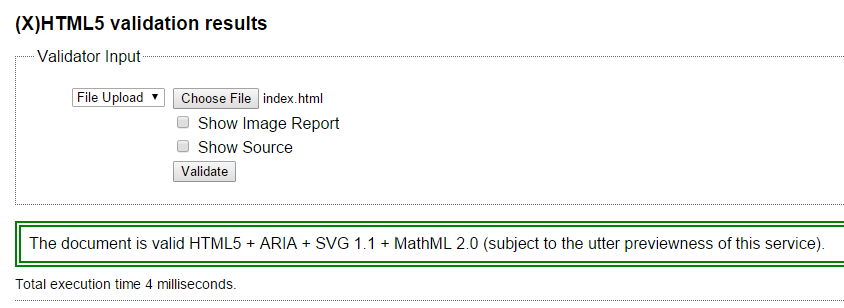 (X)HTML5 validation results
Validator Input
File Upload Choose File index.html
Show Image Report
Show Source
Validate
The document is valid HTML5 + ARIA + SVG 1.1 + MathML 2.0 (subject to the utter previewness of this service).
Total execution time 4 milliseconds.